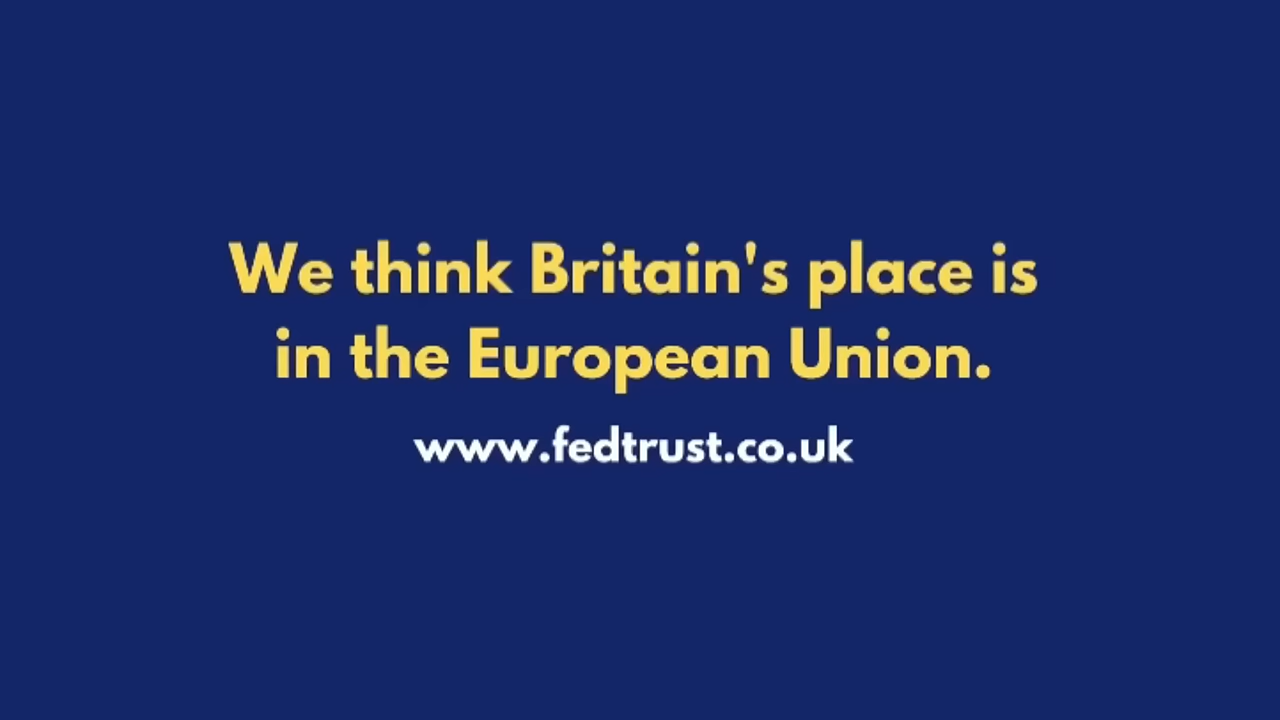 We think Britain's place is
in the European Union.
www.fedtrust.co.uk